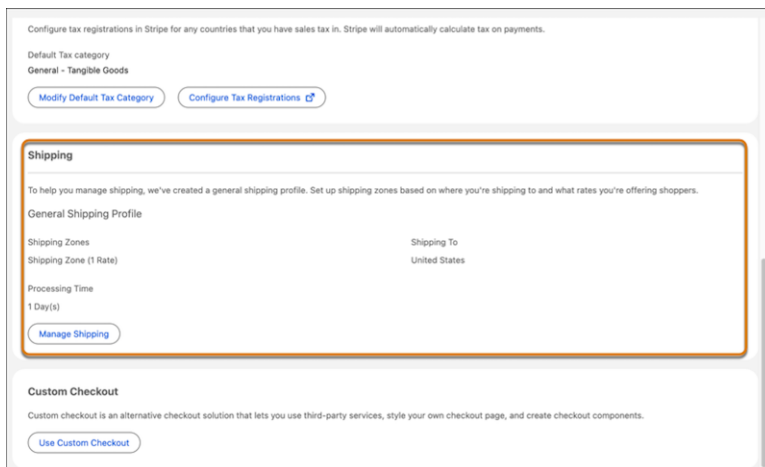 Configure tax registrations in Stripe for any countries that you have sales tax in. Stripe will automatically calculate tax on payments.
Default Tax category
General - Tangible Goods
Modify Default Tax Category
Configure Tax Registrations
Shipping
To help you manage shipping, we've created a general shipping profile. Set up shipping zones based on where you're shipping to and what rates you're offering shoppers.
General Shipping Profile
Shipping Zones
Shipping To
Shipping Zone (1 Rate)
United States
Processing Time
1 Day(s)
Manage Shipping
Custom Checkout
Custom checkout is an alternative checkout solution that lets you use third-party services, style your own checkout page, and create checkout components.
Use Custom Checkout